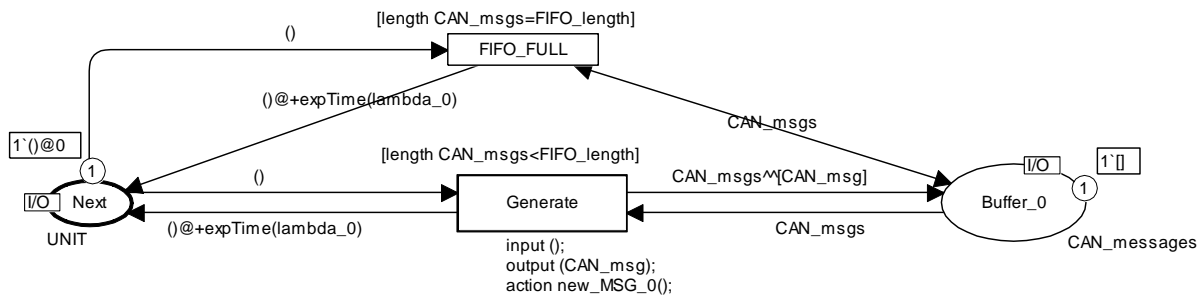 ()
[length CAN_msgs=FIFO_length]
FIFO_FULL
()@+expTime(lambda_0)
CAN_msgs
1`()@0
1
I/O
Next
UNIT
()
()@+expTime(lambda_0)
[length CAN_msgs<FIFO_length]
Generate
input ();
output (CAN_msg);
action new_MSG_0();
CAN_msgs^^[CAN_msg]
CAN_msgs
I/O
1`[]
1
Buffer_0
CAN_messages